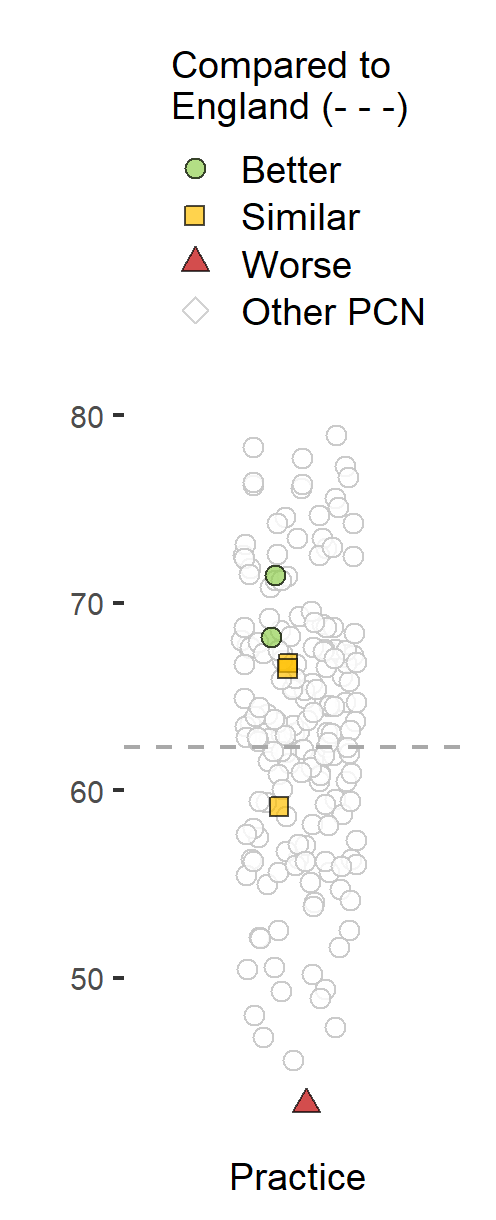 Compared to
England (- - -)
Better
Similar
Worse
Other PCN
80
70
60
50
Practice